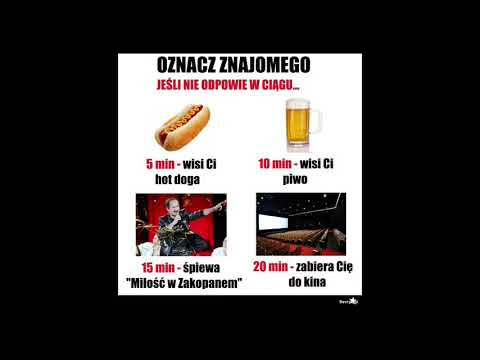 OZNACZ ZNAJOMEGO
JEŚLI NIE ODPOWIE W CIĄGU...
5 min - wisi Ci
hot doga
10 min - wisi Ci
piwo
15 min - śpiewa
"Miłość w Zakopanem"
20 min - zabiera Cię
do kina